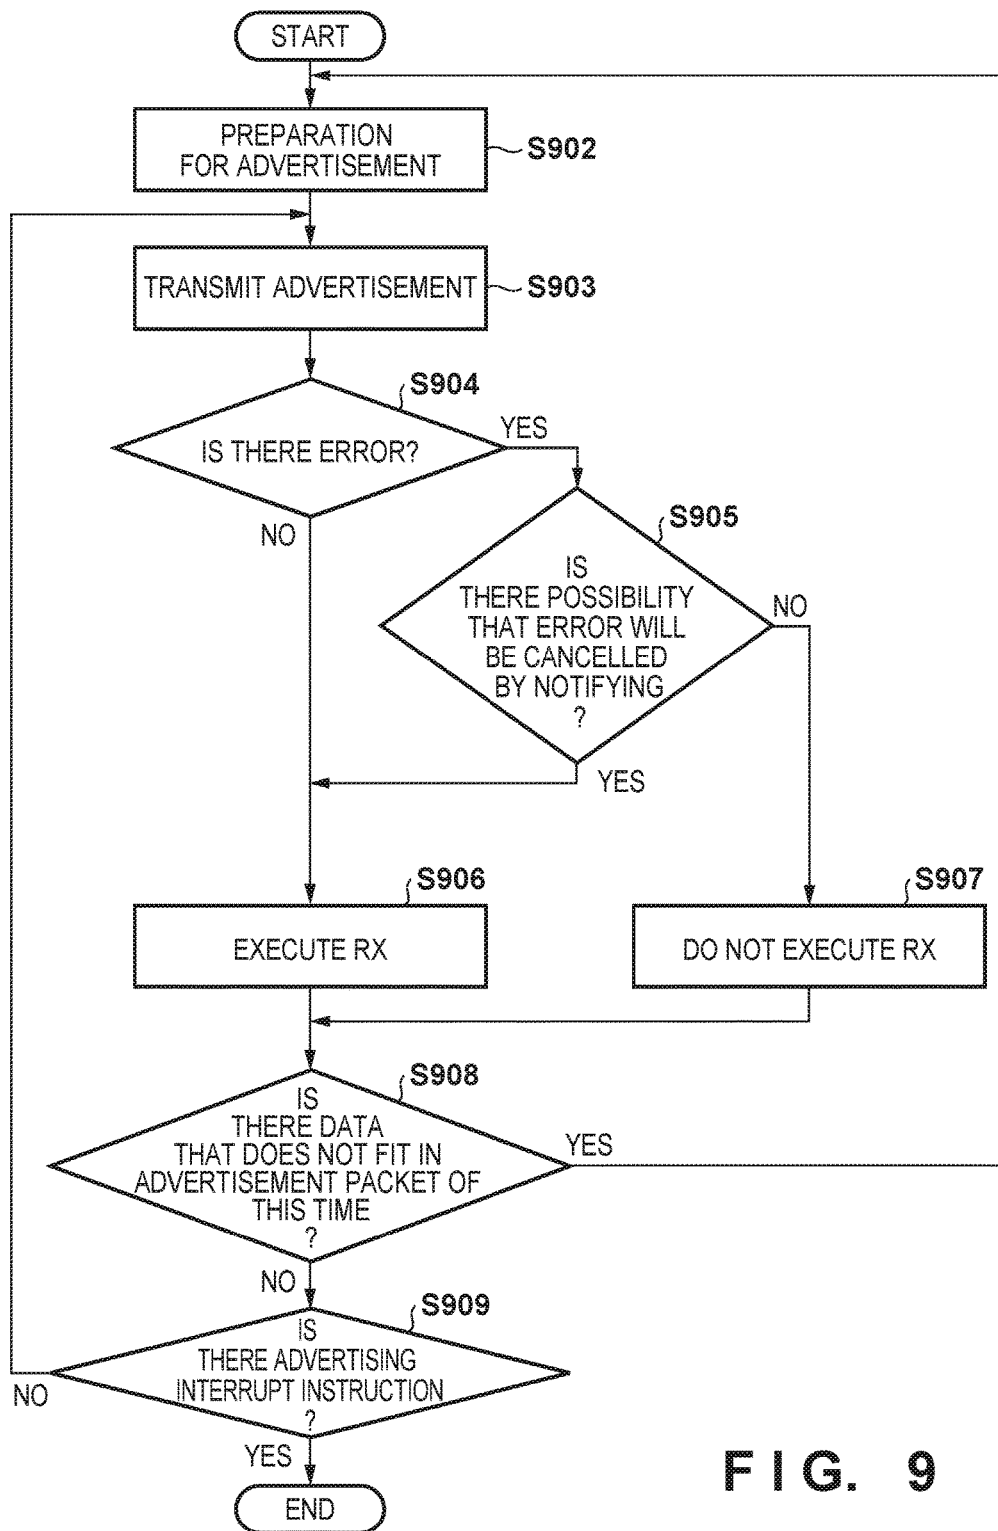 START
PREPARATION
FOR ADVERTISEMENT
S902
TRANSMIT ADVERTISEMENT
S903
S904
IS THERE ERROR?
YES
NO
S905
IS
THERE POSSIBILITY
THAT ERROR WILL
BE CANCELLED
BY NOTIFYING
?
NO
YES
S906
EXECUTE RX
S907
DO NOT EXECUTE RX
S908
IS
THERE DATA
THAT DOES NOT FIT IN
ADVERTISEMENT PACKET OF
THIS TIME
?
YES
NO
S909
IS
THERE ADVERTISING
INTERRUPT INSTRUCTION
?
NO
YES
END
FIG. 9